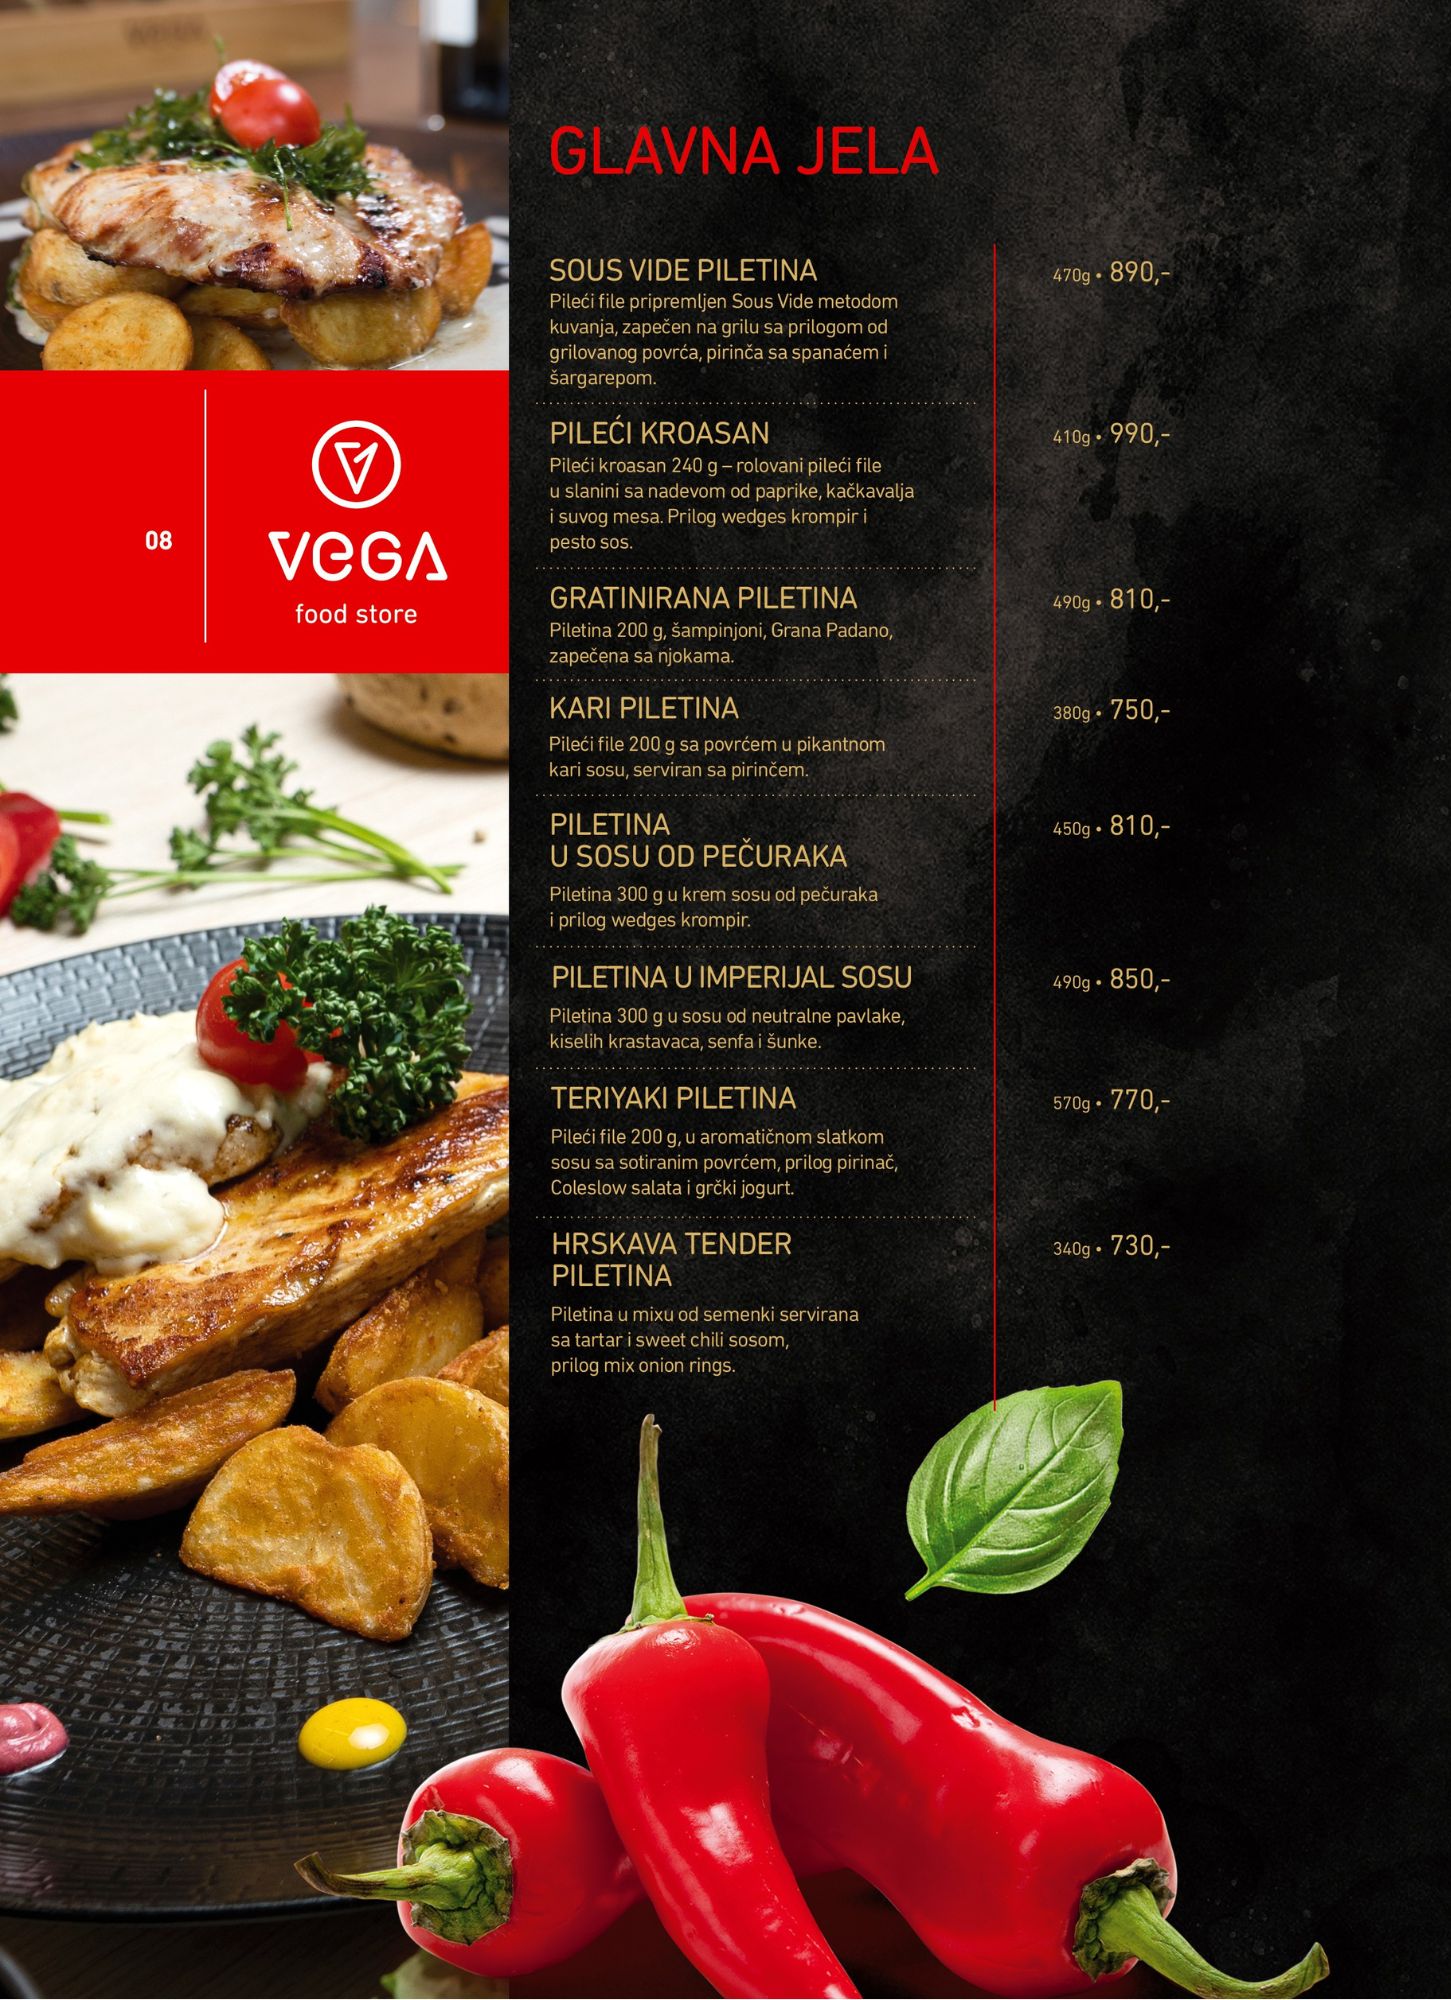 GLAVNA JELA
SOUS VIDE PILETINA
470g • 890,-
Pileći file pripremljen Sous Vide metodom
kuvanja, zapečen na grilu sa prilogom od
grilovanog povrća, pirinča sa spanaćem i
šargarepom.
PILEĆI KROASAN
410g • 990,-
Pileći kroasan 240 g – rolovani pileći file
u slanini sa nadevom od paprike, kačkavalja
i suvog mesa. Prilog wedges krompir i
pesto sos.
GRATINIRANA PILETINA
490g • 810,-
Piletina 200 g, šampinjoni, Grana Padano,
zapečena sa njokama.
KARI PILETINA
380g • 750,-
Pileći file 200 g sa povrćem u pikantnom
kari sosu, serviran sa pirinčem.
PILETINA
U SOSU OD PEČURAKA
450g • 810,-
Piletina 300 g u krem sosu od pečuraka
i prilog wedges krompir.
PILETINA U IMPERIJAL SOSU
490g • 850,-
Piletina 300 g u sosu od neutralne pavlake,
kiselih krastavaca, senfa i šunke.
TERIYAKI PILETINA
570g • 770,-
Pileći file 200 g, u aromatičnom slatkom
sosu sa sotiranim povrćem, prilog pirinač,
Coleslow salata i grčki jogurt.
HRSKAVA TENDER
PILETINA
340g • 730,-
Piletina u mixu od semenki servirana
sa tartar i sweet chili sosom,
prilog mix onion rings.
08
VeGA
food store